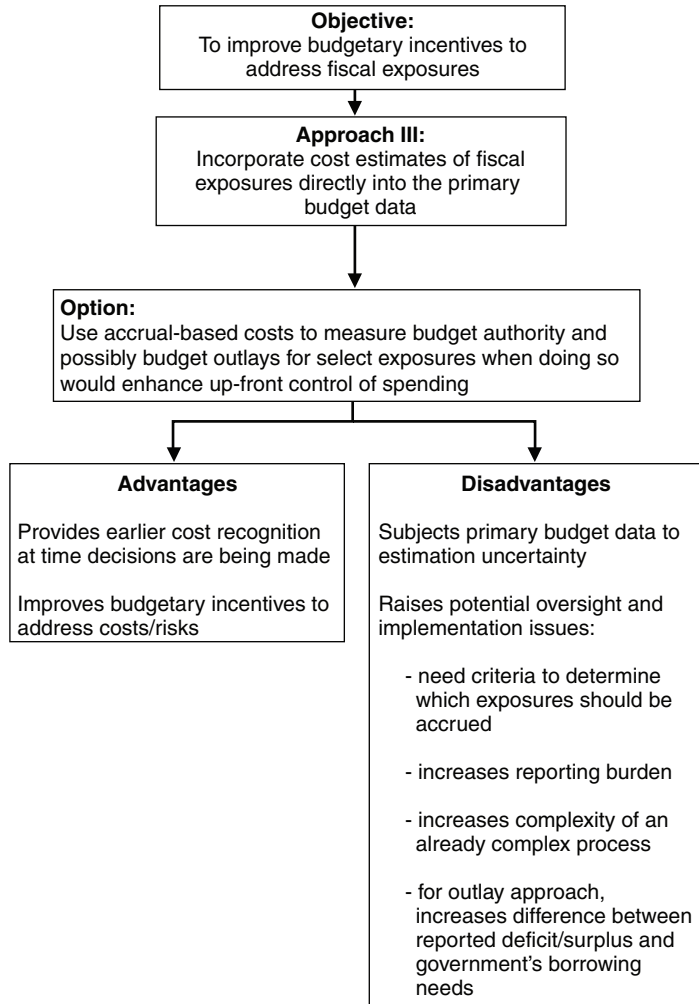 Objective:
To improve budgetary incentives to
address fiscal exposures
Approach III:
Incorporate cost estimates of fiscal
exposures directly into the primary
budget data
Option:
Use accrual-based costs to measure budget authority and
possibly budget outlays for select exposures when doing so
would enhance up-front control of spending
Advantages
Provides earlier cost recognition
at time decisions are being made
Improves budgetary incentives to
address costs/risks
Disadvantages
Subjects primary budget data to
estimation uncertainty
Raises potential oversight and
implementation issues:
- need criteria to determine
which exposures should be
accrued
- increases reporting burden
- increases complexity of an
already complex process
- for outlay approach,
increases difference between
reported deficit/surplus and
government’s borrowing
needs